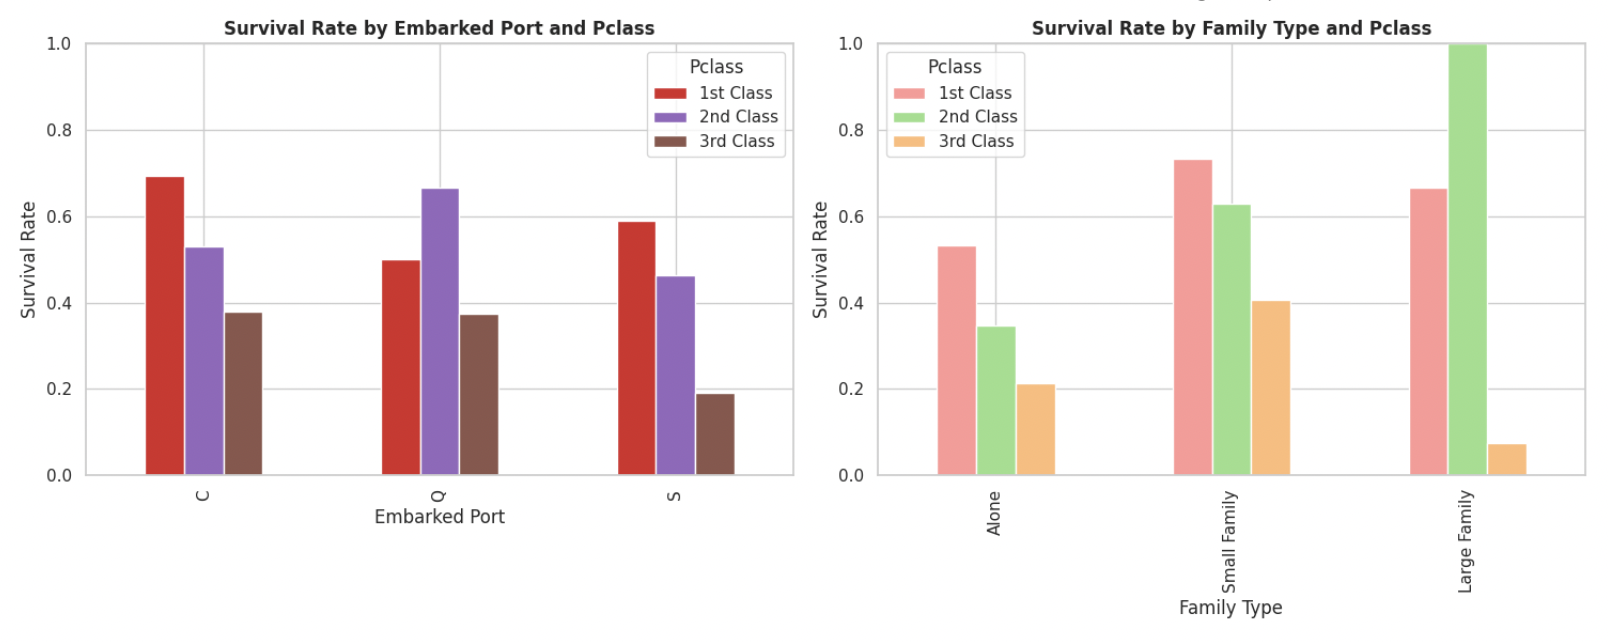 Survival Rate by Embarked Port and Pclass
Survival Rate
1.0
0.8
0.6
0.4
0.2
0.0
Pclass
1st Class
2nd Class
3rd Class
C
Q
S
Embarked Port
Survival Rate by Family Type and Pclass
Survival Rate
1.0
0.8
0.6
0.4
0.2
0.0
Pclass
1st Class
2nd Class
3rd Class
Alone
Small Family
Large Family
Family Type